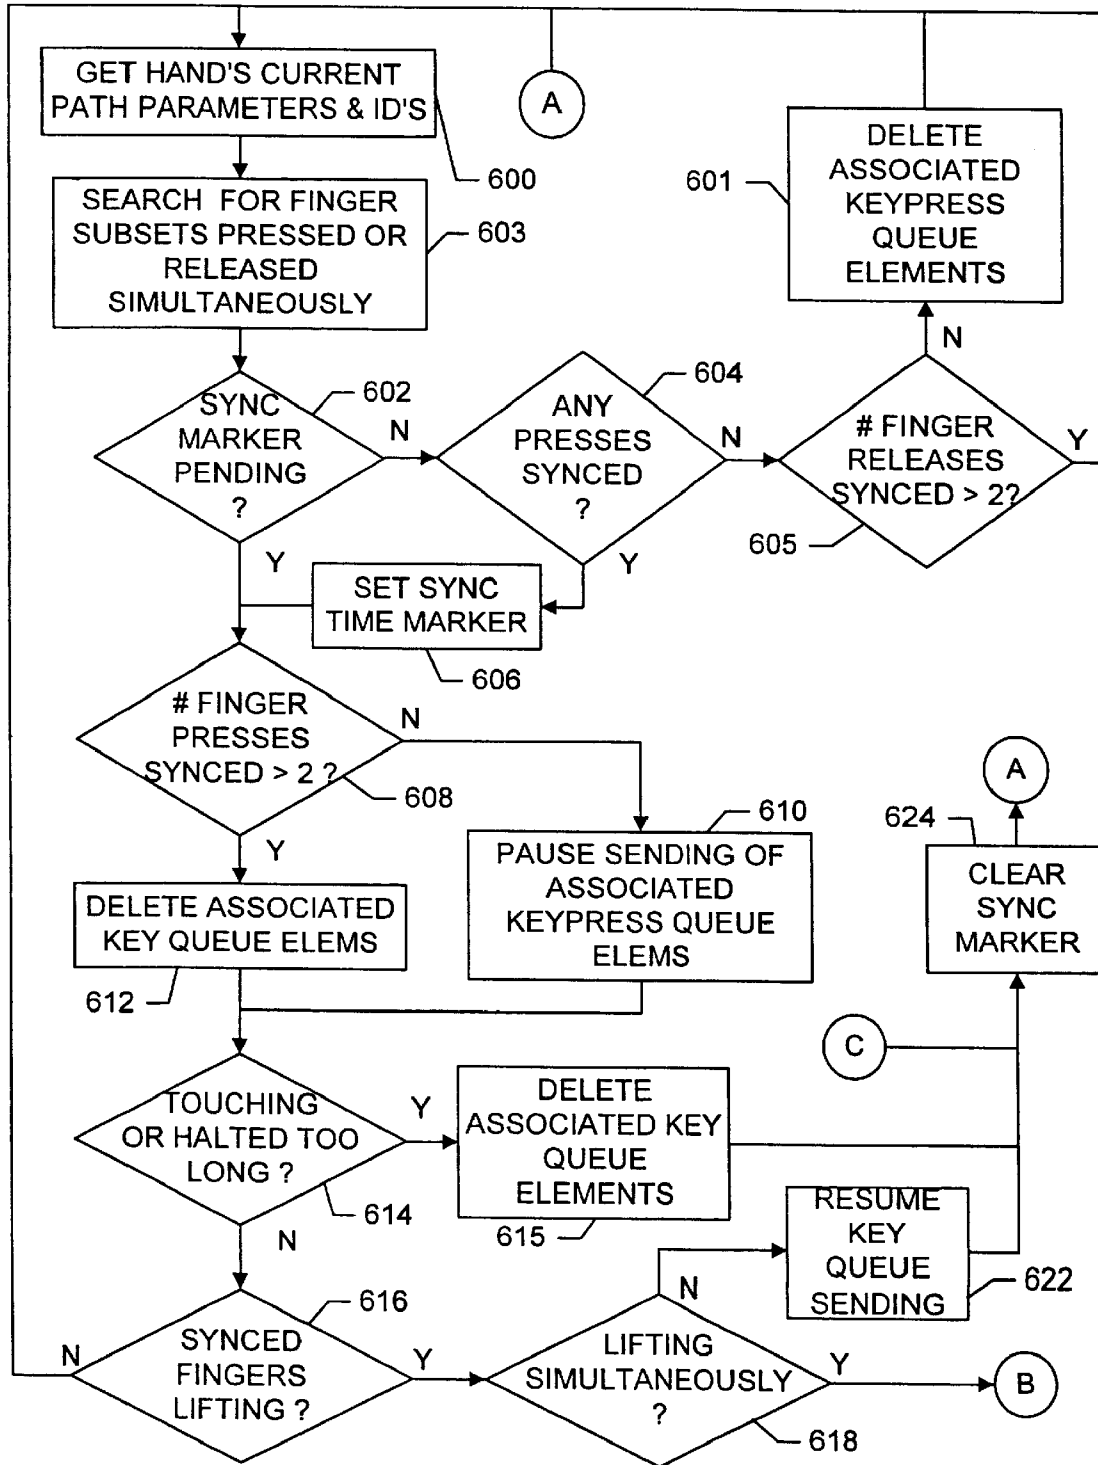 GET HAND'S CURRENT
PATH PARAMETERS & ID'S
600
A
DELETE
ASSOCIATED
KEYPRESS
QUEUE
ELEMENTS
601
SEARCH FOR FINGER
SUBSETS PRESSED OR
RELEASED
SIMULTANEOUSLY
603
SYNC
MARKER
PENDING
?
602
N
Y
ANY
PRESSES
SYNCED
?
604
N
Y
# FINGER
RELEASES
SYNCED > 2?
605
N
Y
SET SYNC
TIME MARKER
606
# FINGER
PRESSES
SYNCED > 2 ?
608
N
Y
610
PAUSE SENDING OF
ASSOCIATED
KEYPRESS QUEUE
ELEMS
DELETE ASSOCIATED
KEY QUEUE ELEMS
612
A
624
CLEAR
SYNC
MARKER
C
TOUCHING
OR HALTED TOO
LONG ?
614
Y
N
DELETE
ASSOCIATED KEY
QUEUE
ELEMENTS
615
RESUME
KEY
QUEUE
SENDING
622
SYNCED
FINGERS
LIFTING ?
616
N
Y
LIFTING
SIMULTANEOUSLY
?
618
N
Y
B